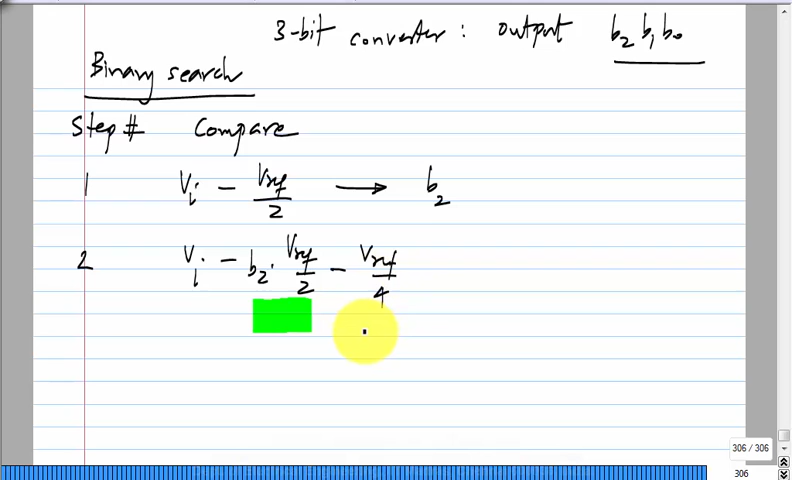 3-bit converter: output b₂ b₁ b₀
Binary search
Step # Compare
1 Vᵢ - Vref/2 → b₂
2 Vᵢ - b₂. Vref/2 - Vref/4
306 / 306
306